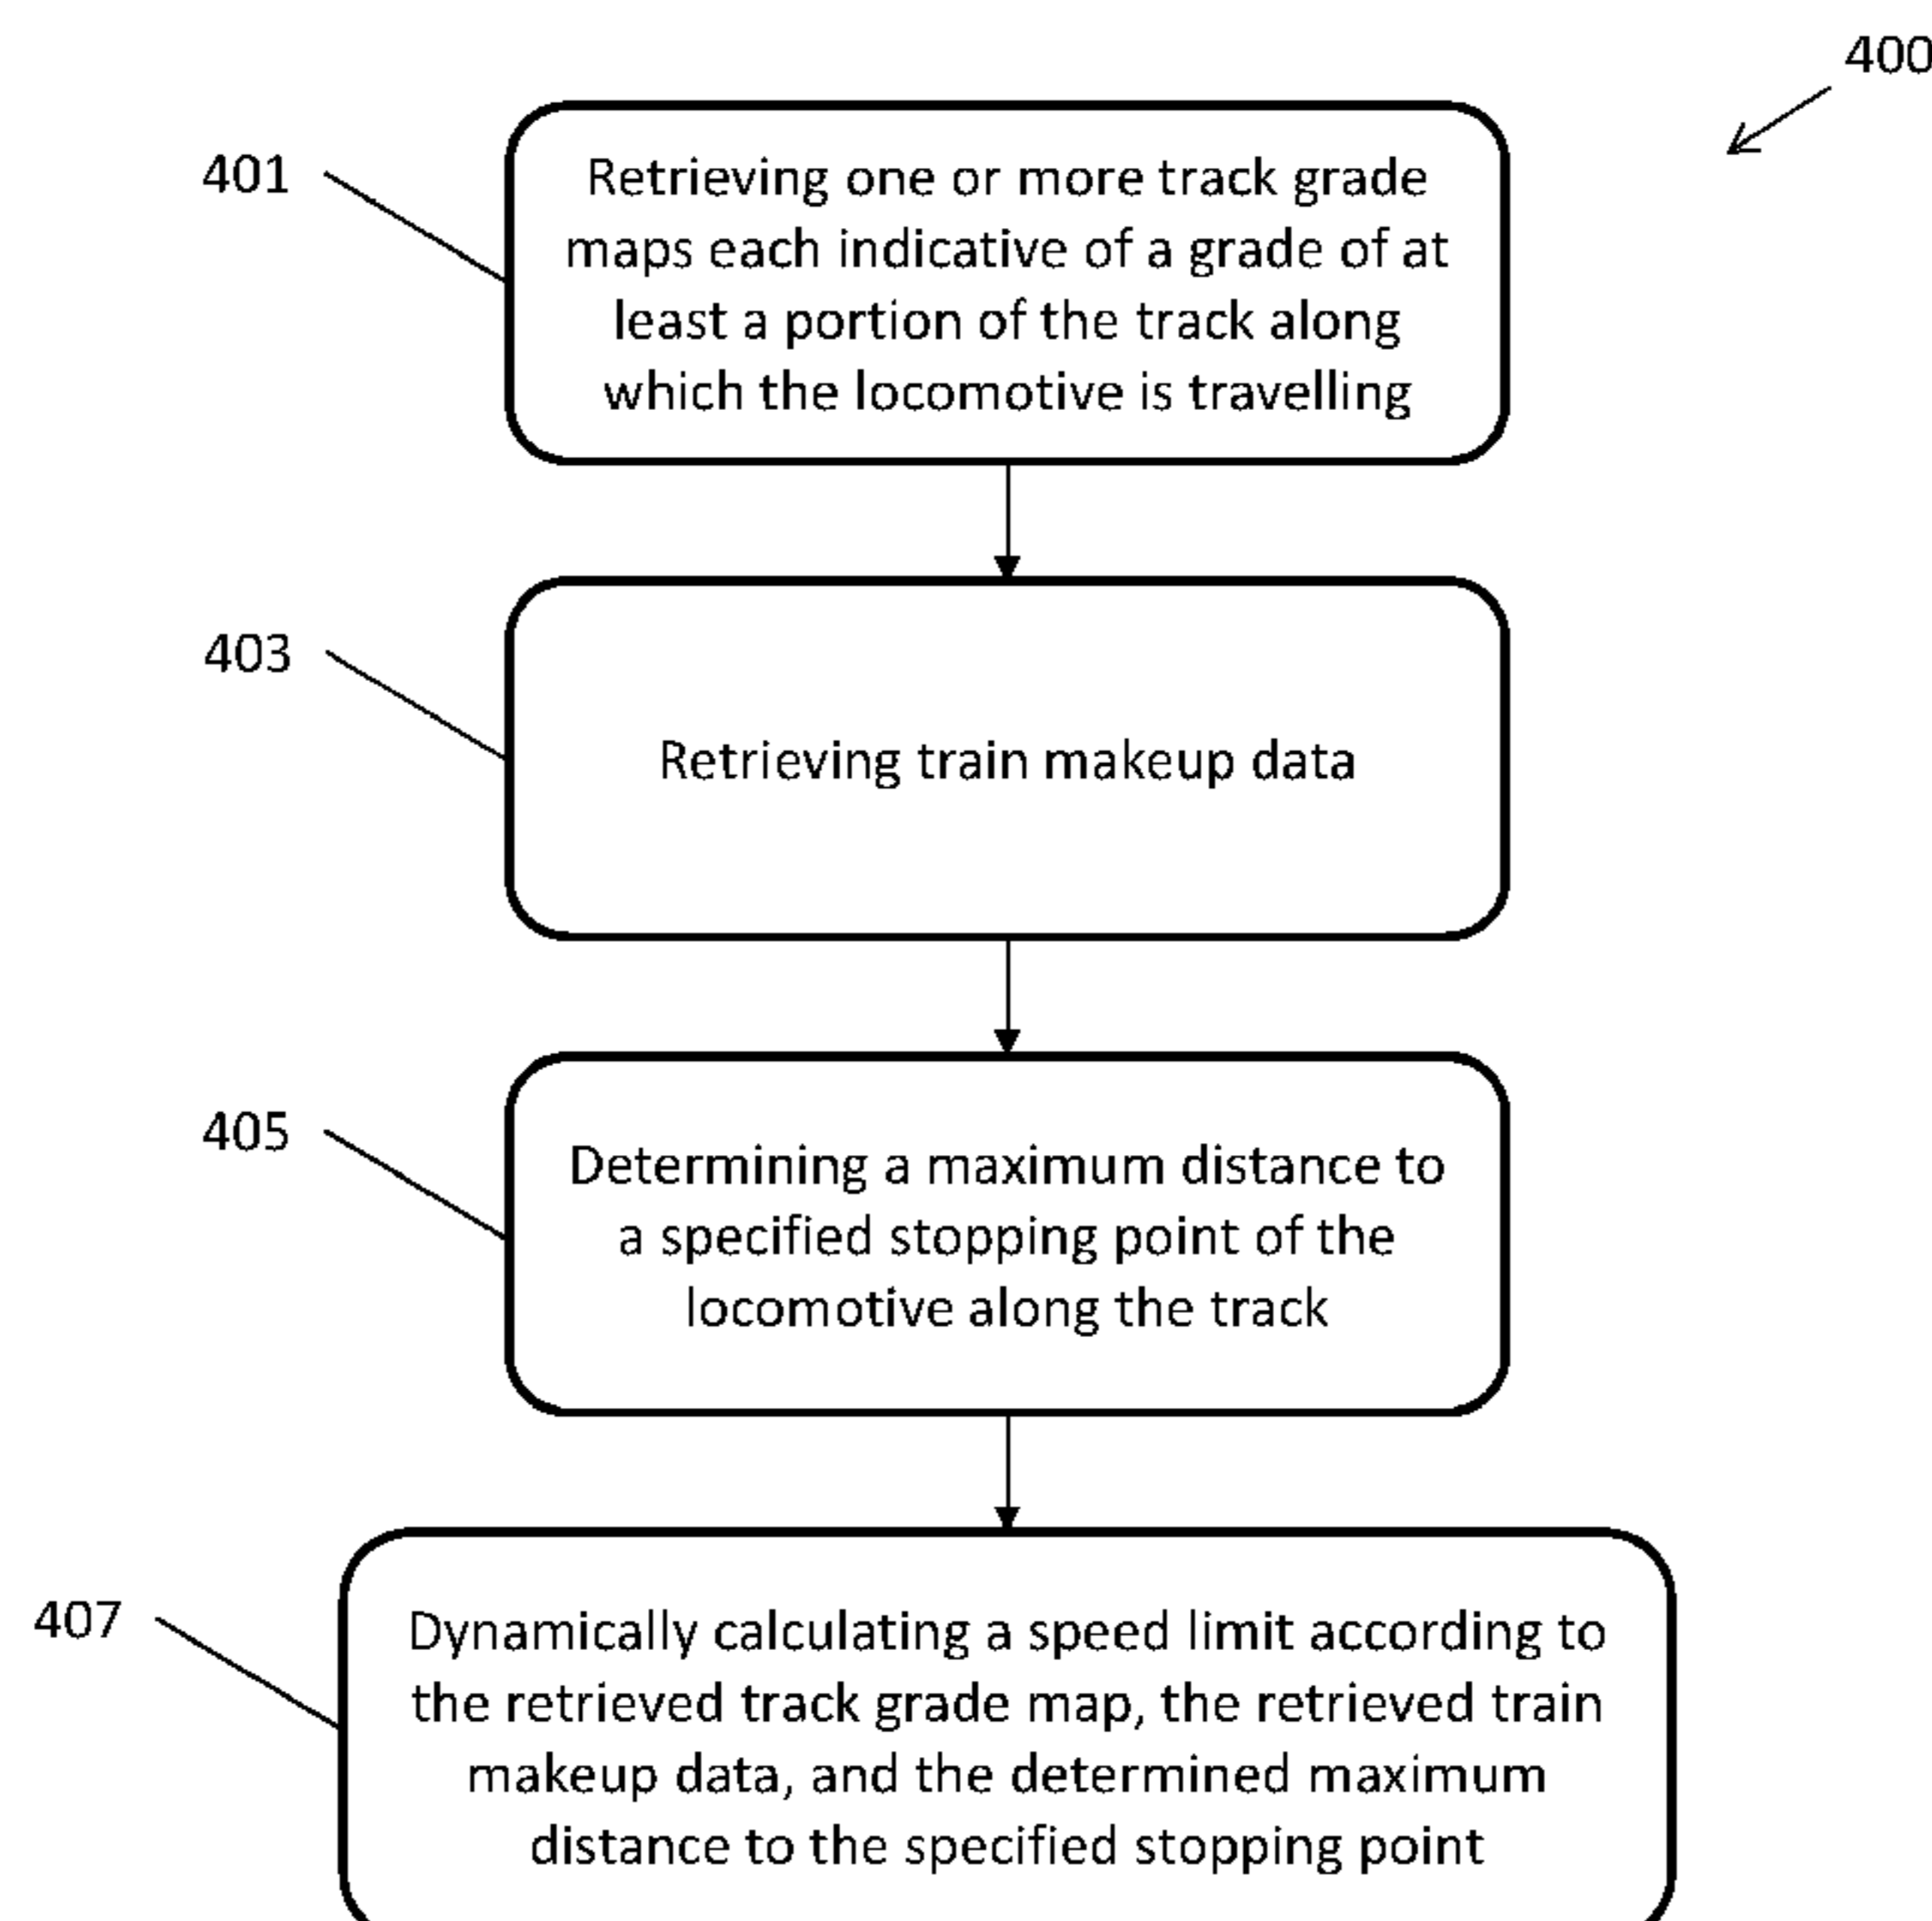 400
401
Retrieving one or more track grade
maps each indicative of a grade of at
least a portion of the track along
which the locomotive is travelling
403
Retrieving train makeup data
405
Determining a maximum distance to
a specified stopping point of the
locomotive along the track
407
Dynamically calculating a speed limit according to
the retrieved track grade map, the retrieved train
makeup data, and the determined maximum
distance to the specified stopping point